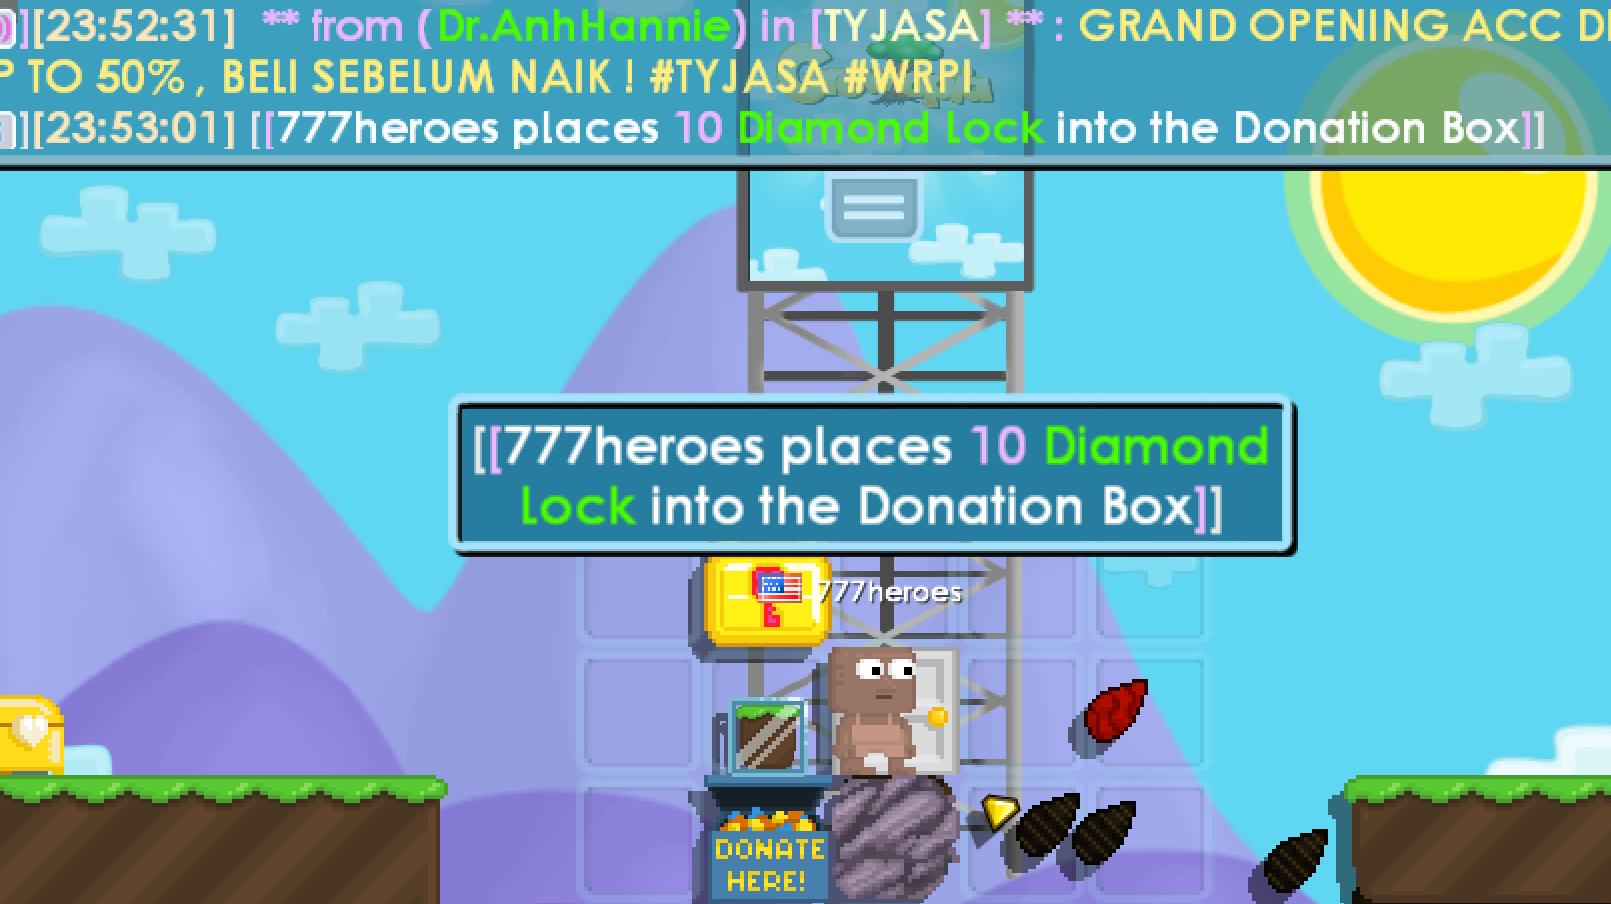 ][23:52:31] ** from (Dr.AnhHannie) in [TYJASA] ** : GRAND OPENING ACC
P TO 50% , BELI SEBELUM NAIK ! #TYJASA #WRPI
][23:53:01] [[777heroes places 10 Diamond Lock into the Donation Box]]
[[777heroes places 10 Diamond
Lock into the Donation Box]]
777heroes
DONATE
HERE!